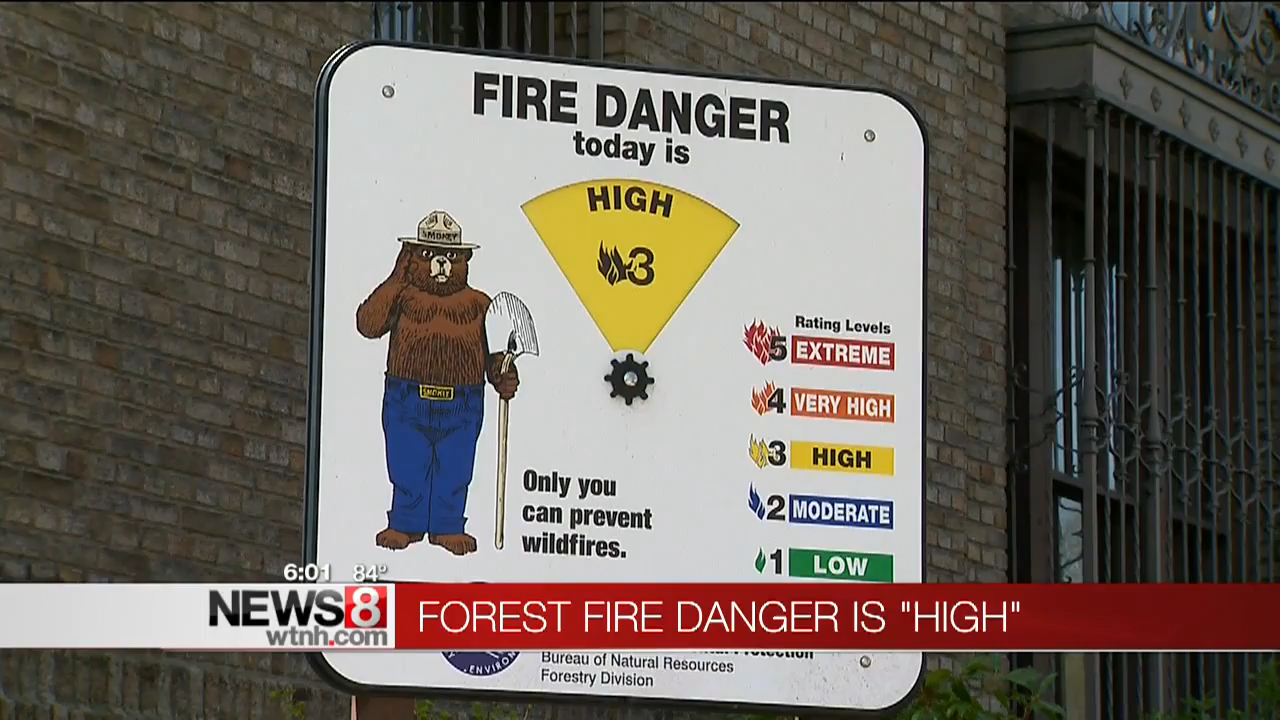 FIRE DANGER
today is
HIGH
3
SMOKEY
SMOKEY
Rating Levels
5 EXTREME
4 VERY HIGH
3 HIGH
2 MODERATE
1 LOW
Only you
can prevent
wildfires.
6:01 84°
NEWS8
wtnh.com
FOREST FIRE DANGER IS "HIGH"
Protection
Bureau of Natural Resources
Forestry Division